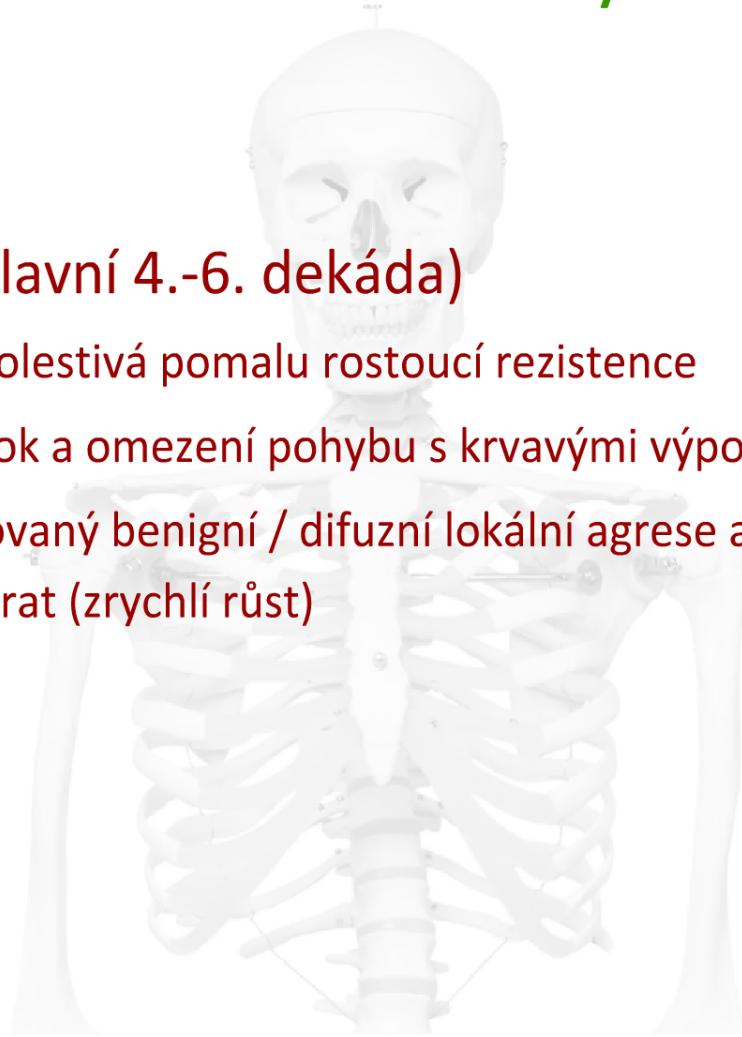 lavní 4.-6. dekáda)
olestivá pomalu rostoucí rezistence
ok a omezení pohybu s krvavými výpo
ovaný benigní / difuzní lokální agrese a
rat (zrychlí růst)